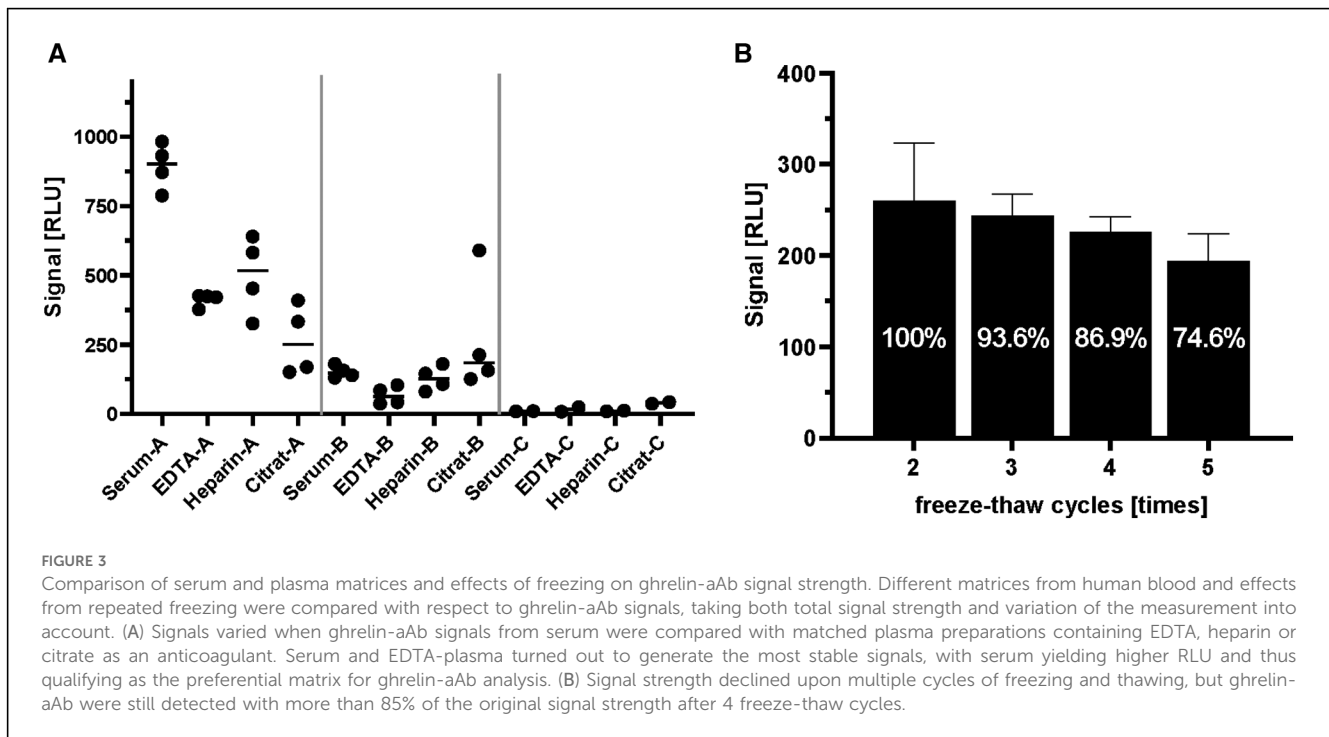 A
Signal [RLU]
1000
750
500
250
0
Serum-A
EDTA-A
Heparin-A
Citrat-A
Serum-B
EDTA-B
Heparin-B
Citrat-B
Serum-C
EDTA-C
Heparin-C
Citrat-C
B
Signal [RLU]
400
300
200
100
0
100%
93.6%
86.9%
74.6%
2
3
4
5
freeze-thaw cycles [times]
FIGURE 3
Comparison of serum and plasma matrices and effects of freezing on ghrelin-aAb signal strength. Different matrices from human blood and effects
from repeated freezing were compared with respect to ghrelin-aAb signals, taking both total signal strength and variation of the measurement into
account. (A) Signals varied when ghrelin-aAb signals from serum were compared with matched plasma preparations containing EDTA, heparin or
citrate as an anticoagulant. Serum and EDTA-plasma turned out to generate the most stable signals, with serum yielding higher RLU and thus
qualifying as the preferential matrix for ghrelin-aAb analysis. (B) Signal strength declined upon multiple cycles of freezing and thawing, but ghrelin-
aAb were still detected with more than 85% of the original signal strength after 4 freeze-thaw cycles.